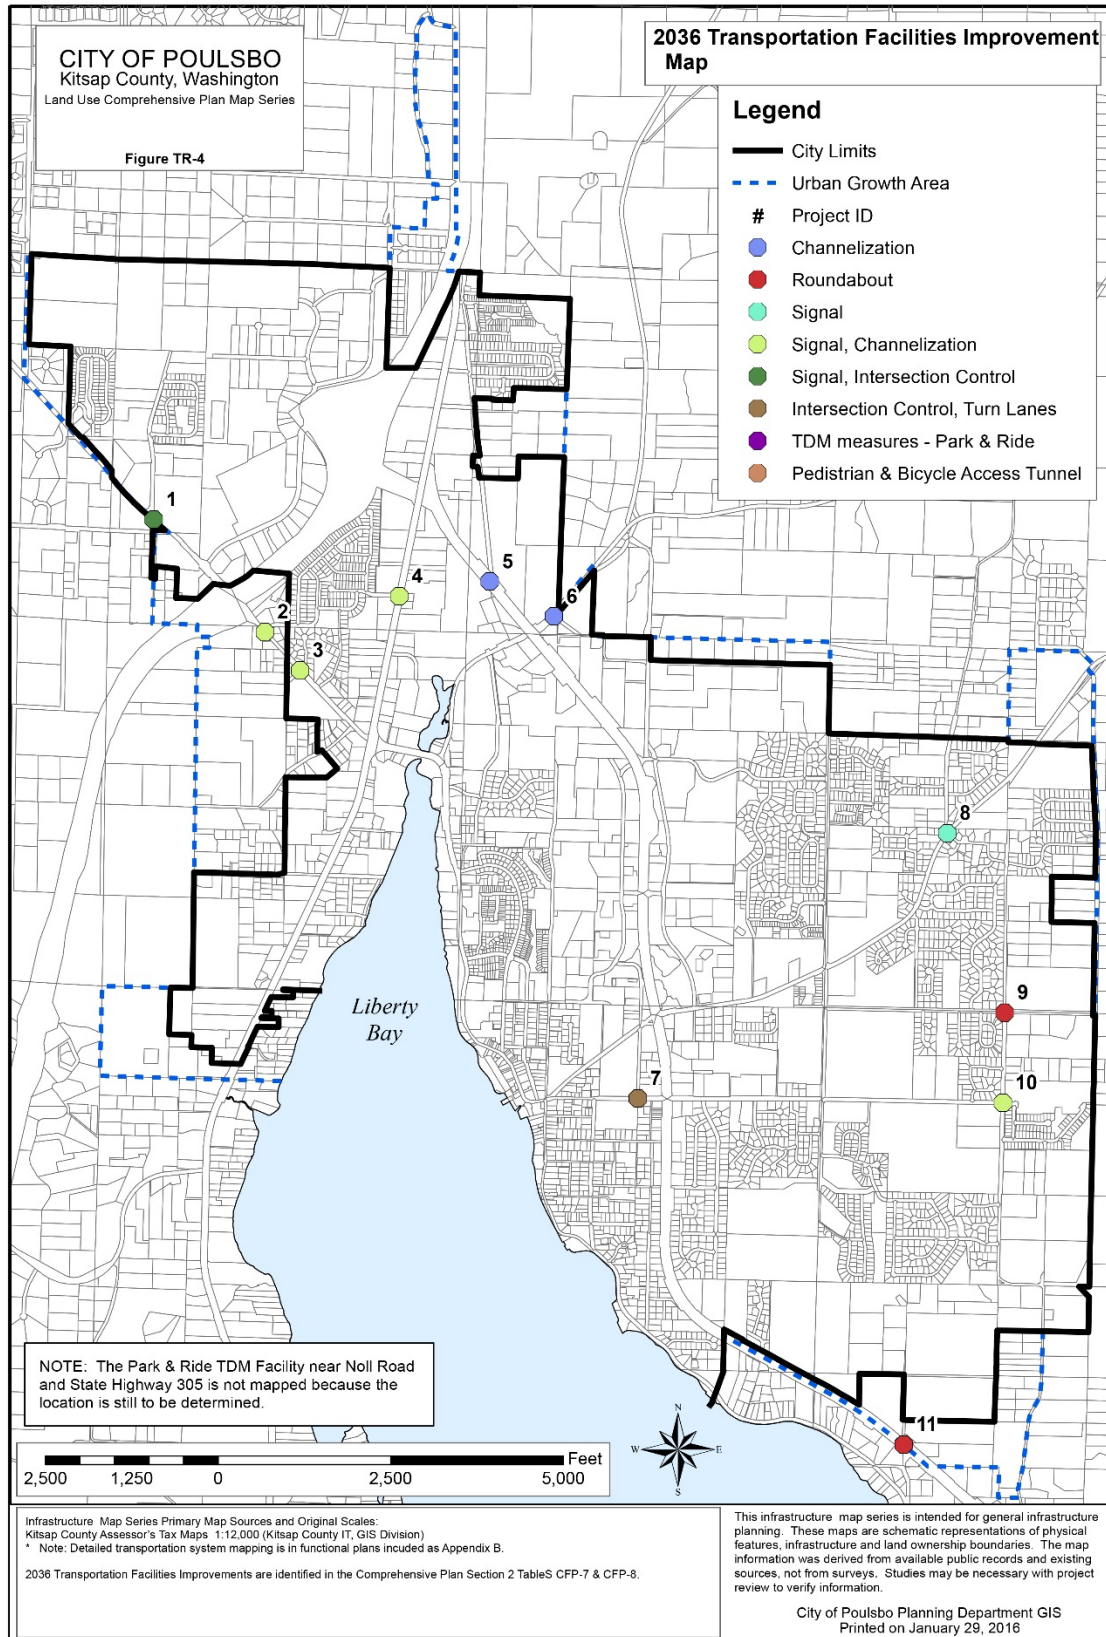 CITY OF POULSBO
Kitsap County, Washington
Land Use Comprehensive Plan Map Series
Figure TR-4
2036 Transportation Facilities Improvement
Map
Legend
City Limits
Urban Growth Area
# Project ID
Channelization
Roundabout
Signal
Signal, Channelization
Signal, Intersection Control
Intersection Control, Turn Lanes
TDM measures - Park & Ride
Pedistrian & Bicycle Access Tunnel
1
2
3
4
5
6
7
8
9
10
11
Liberty
Bay
NOTE: The Park & Ride TDM Facility near Noll Road
and State Highway 305 is not mapped because the
location is still to be determined.
N
W E
S
Feet
2,500 1,250 0 2,500 5,000
Infrastructure Map Series Primary Map Sources and Original Scales:
Kitsap County Assessor's Tax Maps 1:12,000 (Kitsap County IT, GIS Division)
* Note: Detailed transportation system mapping is in functional plans incuded as Appendix B.
2036 Transportation Facilities Improvements are identified in the Comprehensive Plan Section 2 TableS CFP-7 & CFP-8.
This infrastructure map series is intended for general infrastructure
planning. These maps are schematic representations of physical
features, infrastructure and land ownership boundaries. The map
information was derived from available public records and existing
sources, not from surveys. Studies may be necessary with project
review to verify information.
City of Poulsbo Planning Department GIS
Printed on January 29, 2016